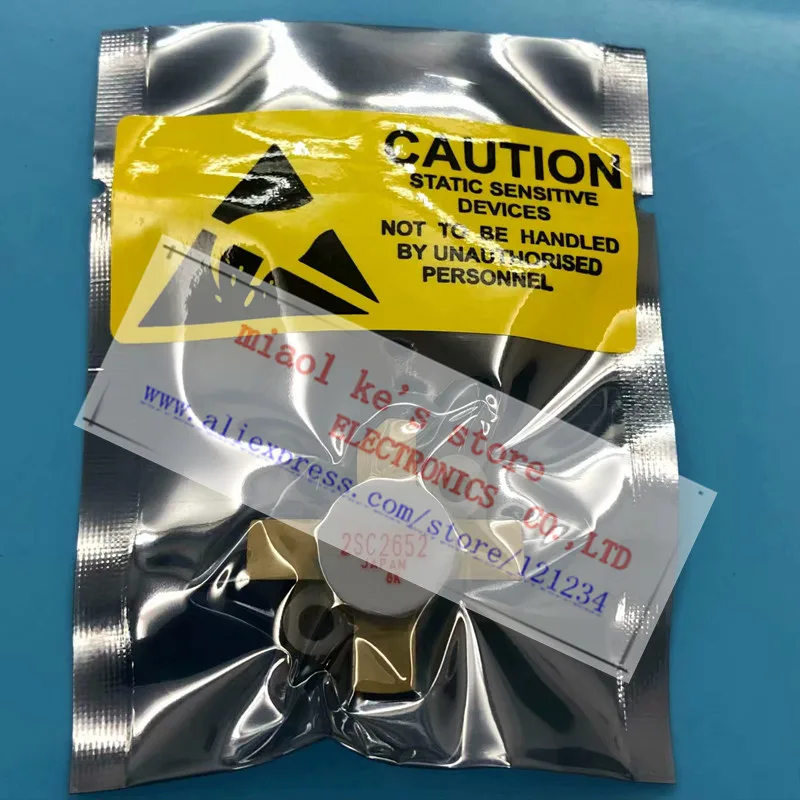 CAUTION
STATIC SENSITIVE
DEVICES
NOT TO BE HANDLED
BY UNAUTHORISED
PERSONNEL
miaol ke's store
ELECTRONICS CO.,LTD
www.aliexpress.com/store/121234
2SC2652
JAPAN
6K